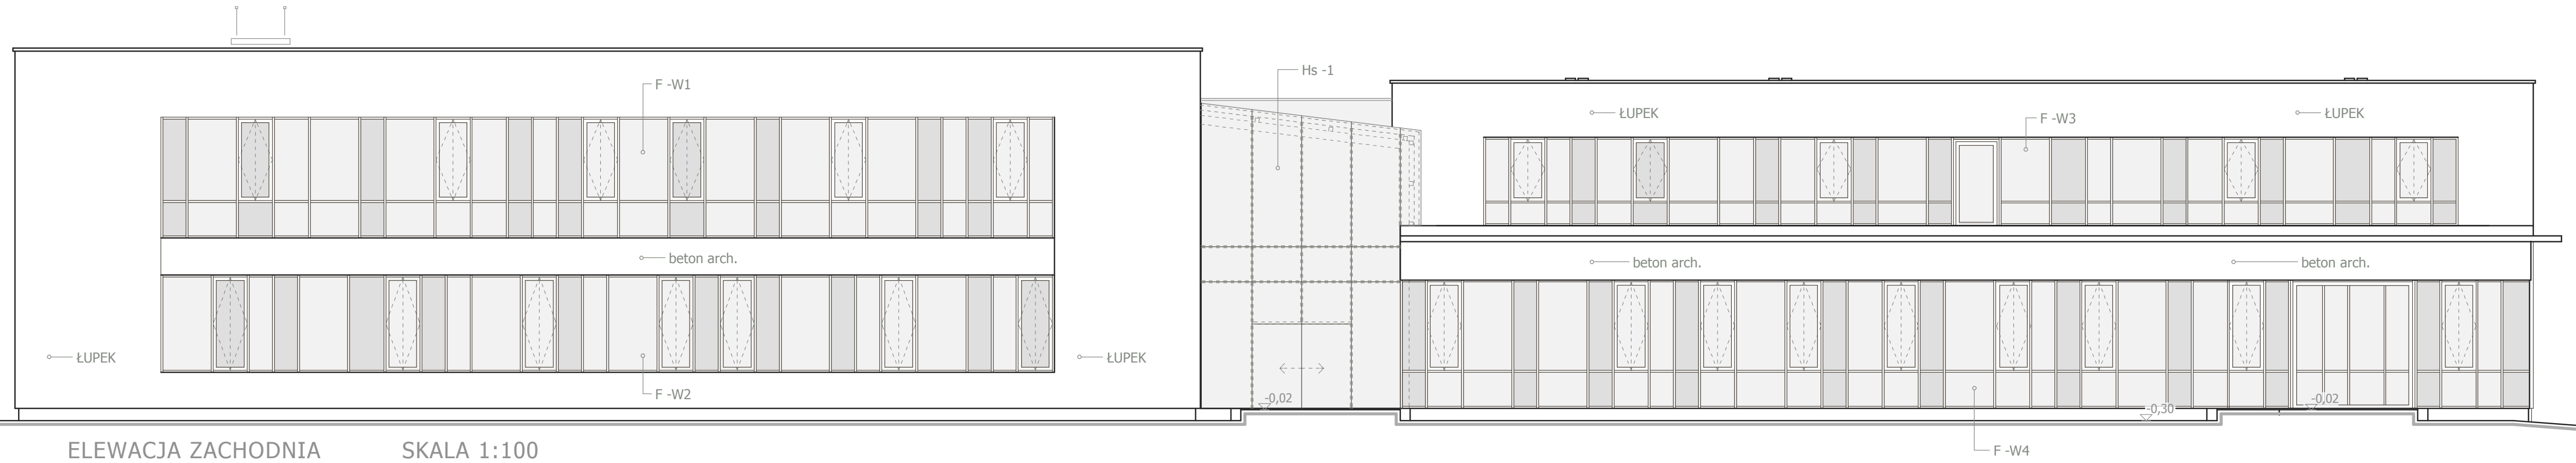 Hs -1
F -W1
ŁUPEK
ŁUPEK
F -W3
beton arch.
beton arch.
beton arch.
ŁUPEK
ŁUPEK
F -W2
-0,02
-0,02
-0,30
ELEWACJA ZACHODNIA SKALA 1:100
F -W4